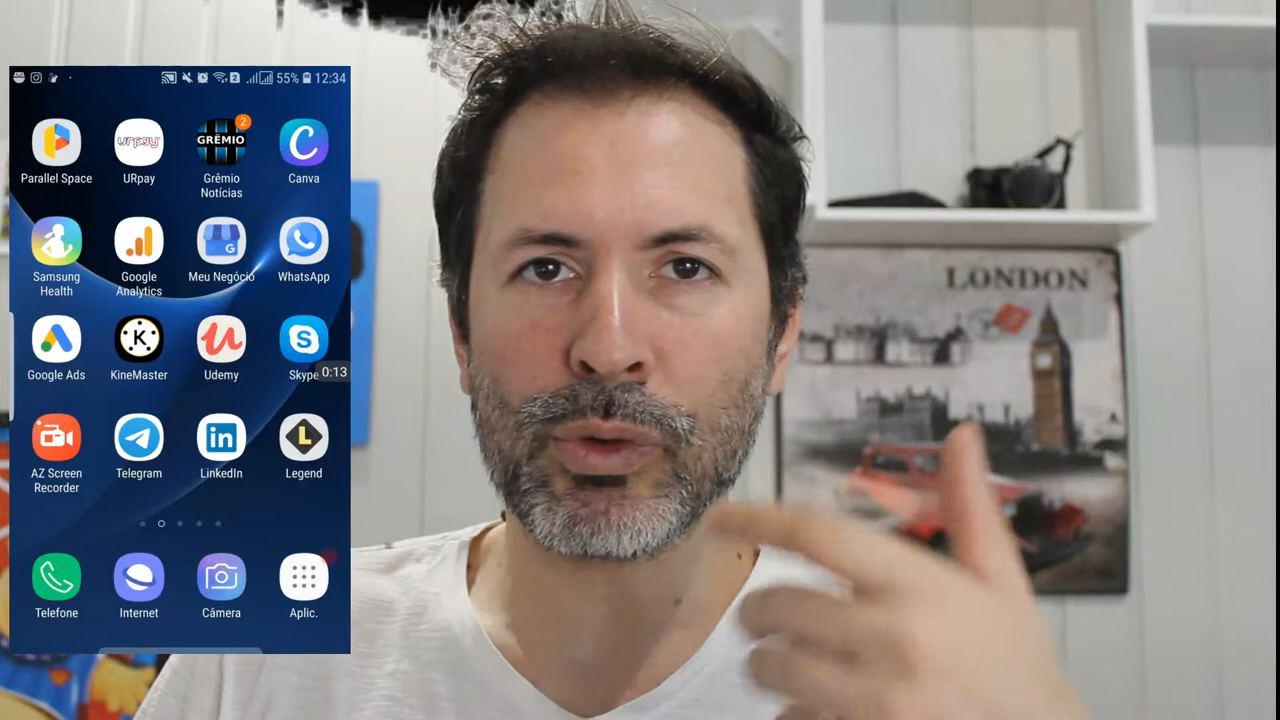 55% 12:34
2
GRÊMIO
urpay
C
Parallel Space
URpay
Grêmio
Notícias
Canva
G
Samsung
Health
Google
Analytics
Meu Negócio
WhatsApp
K
S
Google Ads
KineMaster
Udemy
Skype
0:13
in
L
AZ Screen
Recorder
Telegram
LinkedIn
Legend
Telefone
Internet
Câmera
Aplic.
LONDON